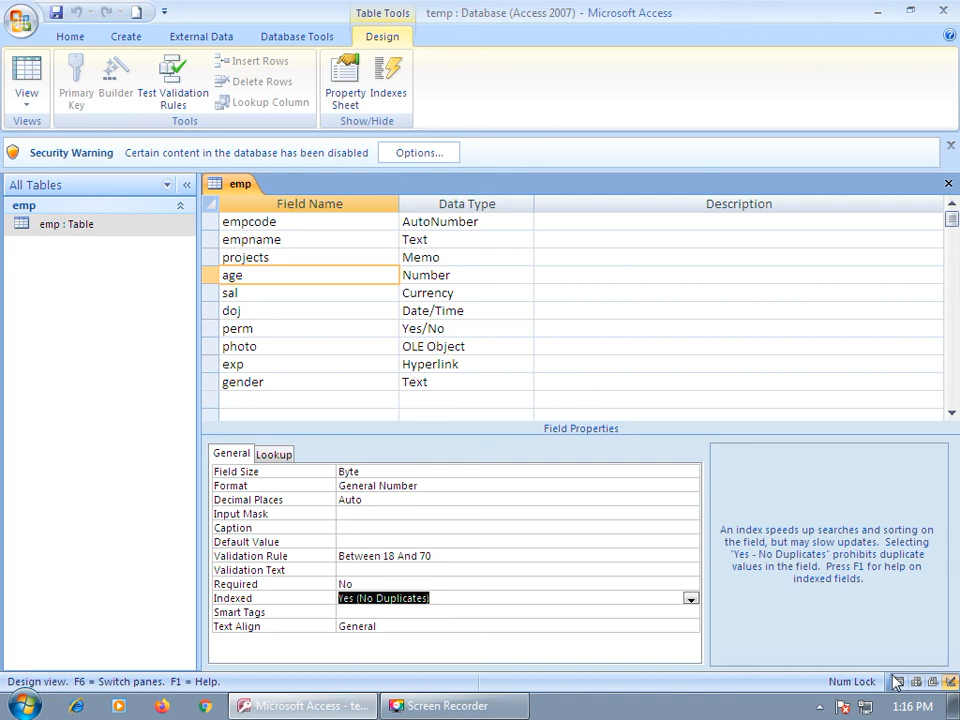 Table Tools
temp : Database (Access 2007) - Microsoft Access
Home
Create
External Data
Database Tools
Design
View
Primary Key
Builder
Test Validation Rules
Insert Rows
Delete Rows
Lookup Column
Property Sheet
Indexes
Views
Tools
Show/Hide
Security Warning Certain content in the database has been disabled
Options...
All Tables
emp
emp : Table
emp
Field Name Data Type Description
empcode AutoNumber
empname Text
projects Memo
age Number
sal Currency
doj Date/Time
perm Yes/No
photo OLE Object
exp Hyperlink
gender Text
Field Properties
General Lookup
Field Size Byte
Format General Number
Decimal Places Auto
Input Mask
Caption
Default Value
Validation Rule Between 18 And 70
Validation Text
Required No
Indexed Yes (No Duplicates)
Smart Tags
Text Align General
An index speeds up searches and sorting on
the field, but may slow updates. Selecting
"Yes - No Duplicates" prohibits duplicate
values in the field. Press F1 for help on
indexed fields.
Design view. F6 = Switch panes. F1 = Help.
Num Lock
Microsoft Access - te...
Screen Recorder
1:16 PM